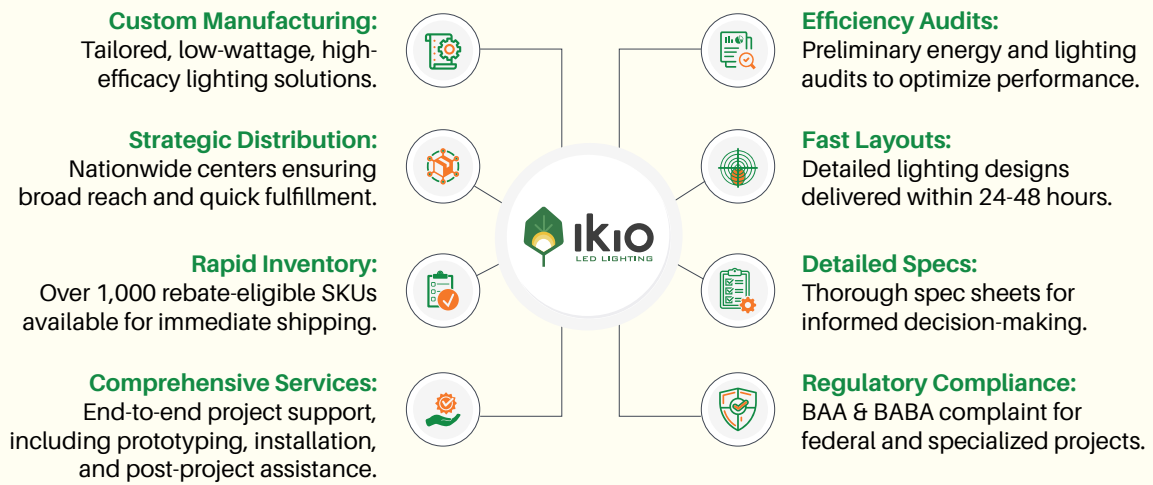 Custom Manufacturing:
Tailored, low-wattage, high-
efficacy lighting solutions.
Strategic Distribution:
Nationwide centers ensuring
broad reach and quick fulfillment.
Rapid Inventory:
Over 1,000 rebate-eligible SKUs
available for immediate shipping.
Comprehensive Services:
End-to-end project support,
including prototyping, installation,
and post-project assistance.
IKIO
LED LIGHTING
Efficiency Audits:
Preliminary energy and lighting
audits to optimize performance.
Fast Layouts:
Detailed lighting designs
delivered within 24-48 hours.
Detailed Specs:
Thorough spec sheets for
informed decision-making.
Regulatory Compliance:
BAA & BABA complaint for
federal and specialized projects.